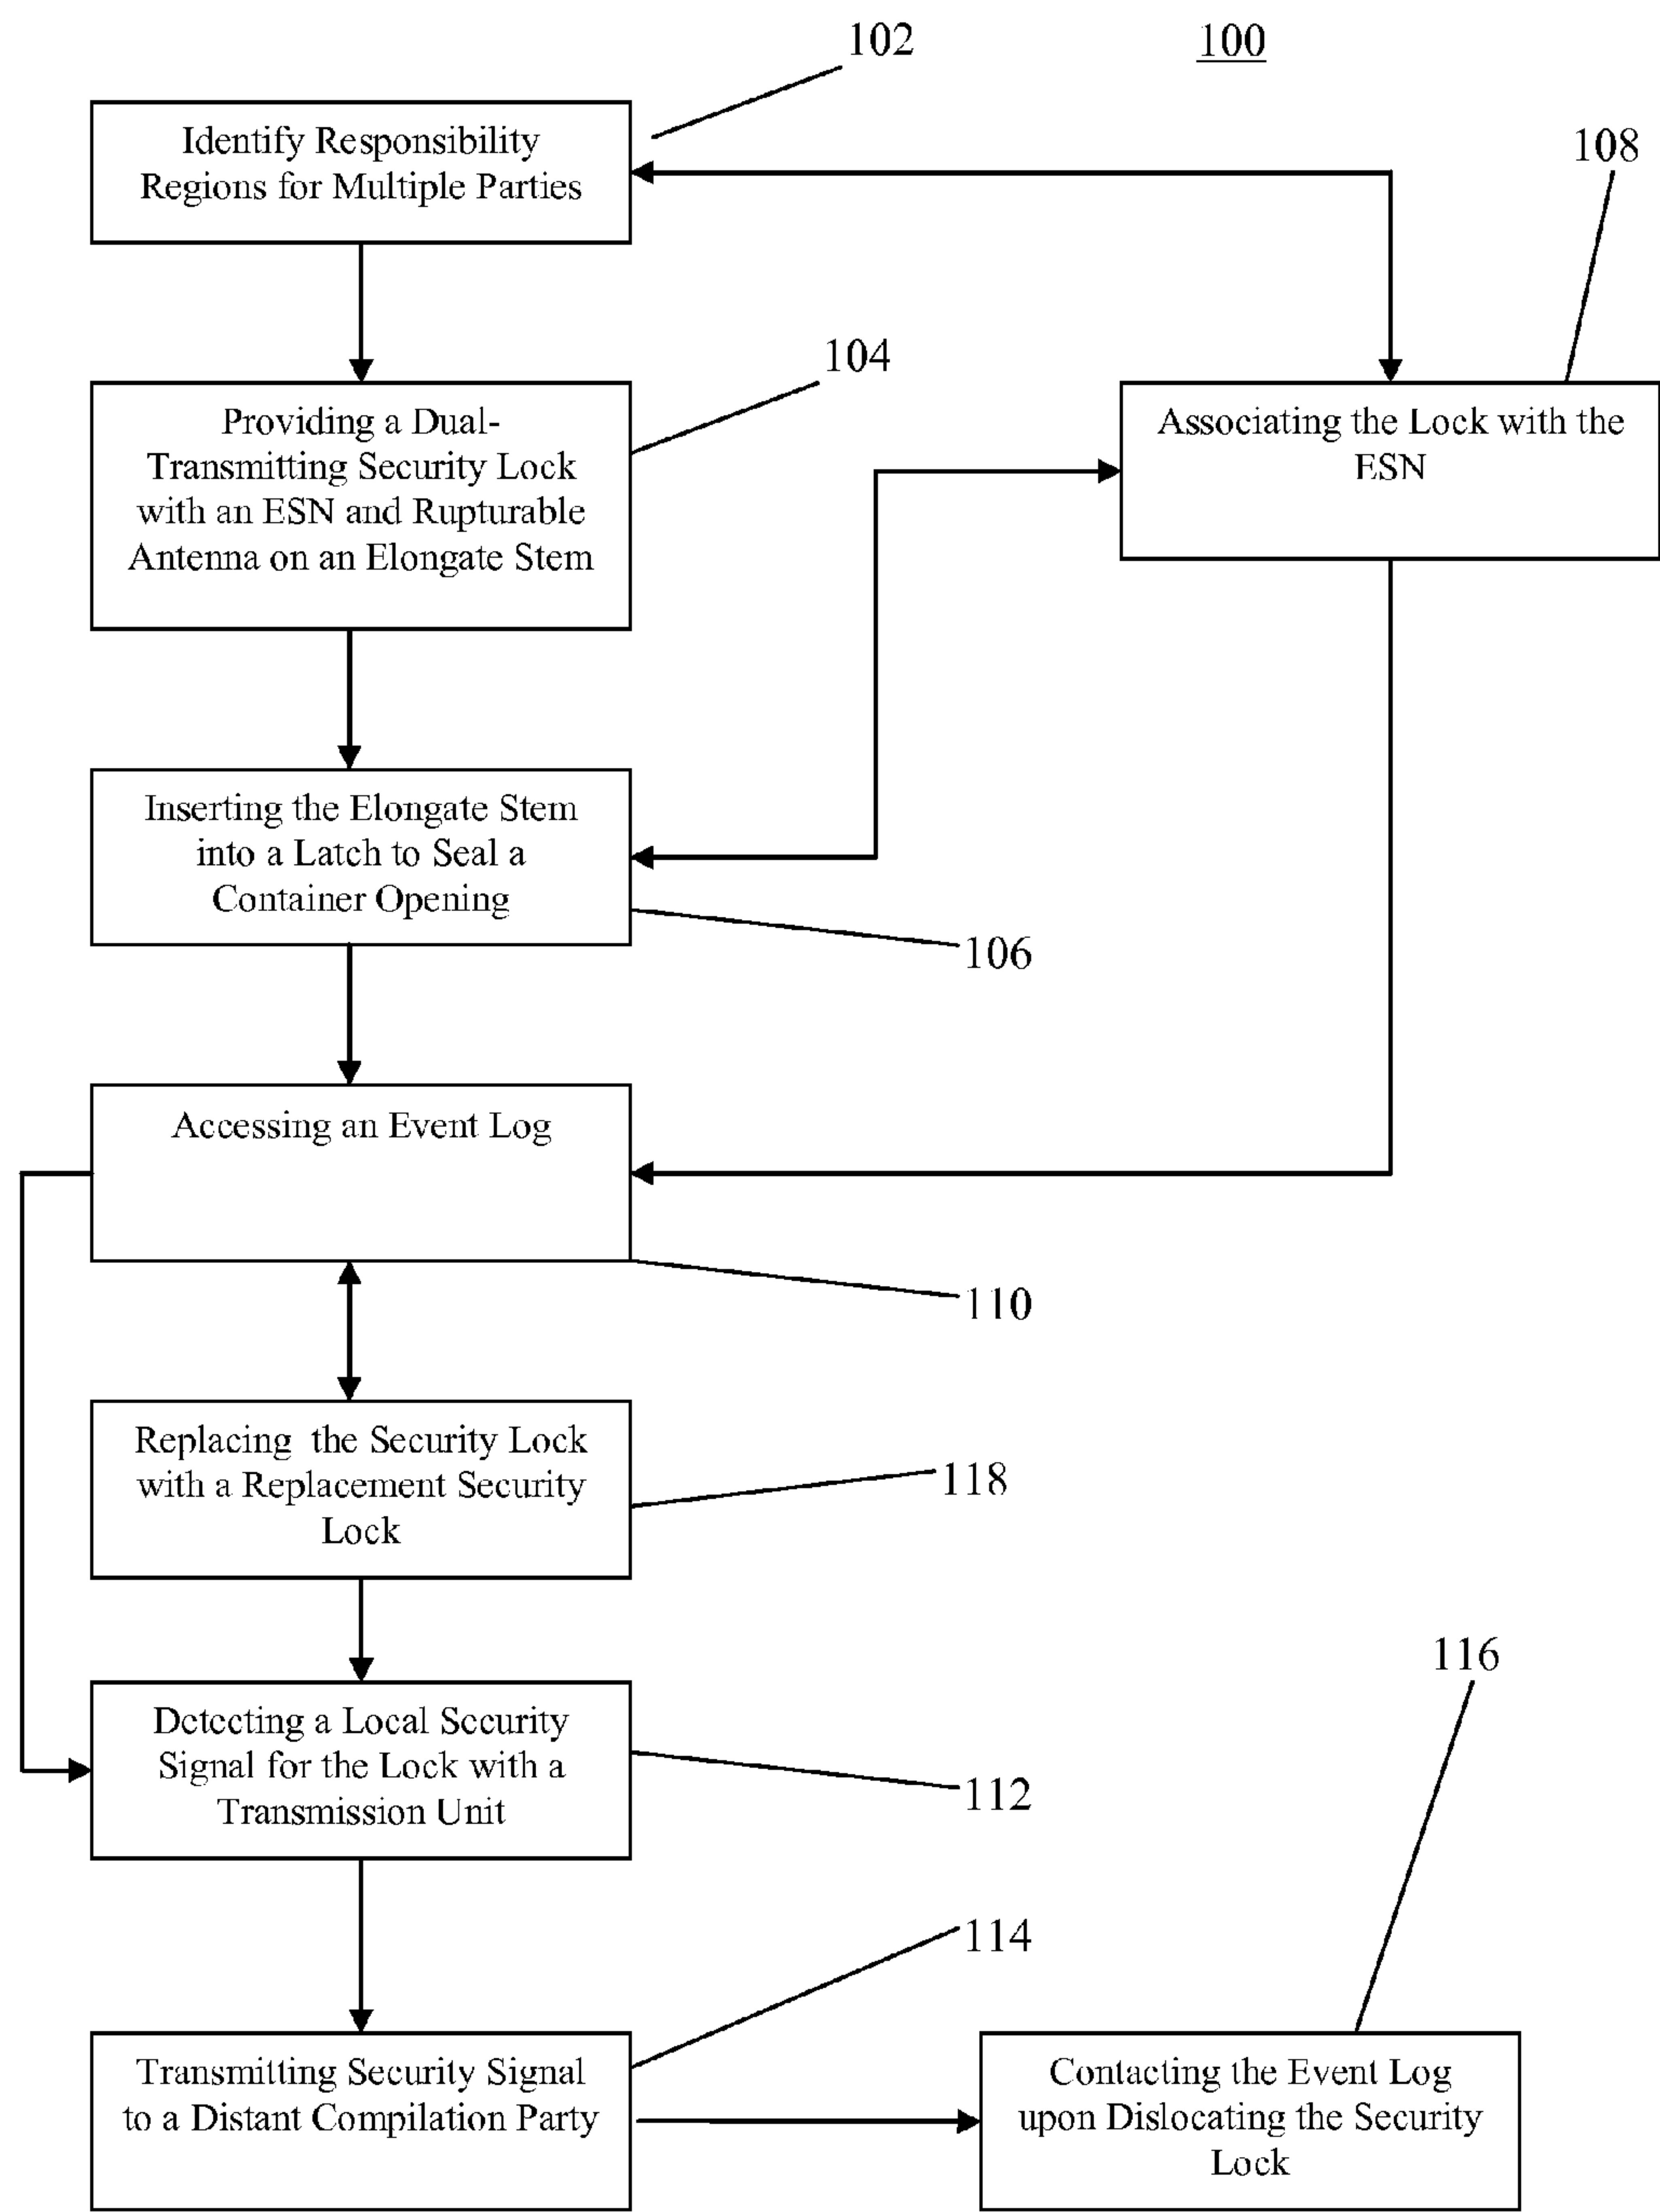 102
100
Identify Responsibility
Regions for Multiple Parties
108
104
Providing a Dual-
Transmitting Security Lock
with an ESN and Rupturable
Antenna on an Elongate Stem
Associating the Lock with the
ESN
Inserting the Elongate Stem
into a Latch to Seal a
Container Opening
106
Accessing an Event Log
110
Replacing the Security Lock
with a Replacement Security
Lock
118
116
Detecting a Local Security
Signal for the Lock with a
Transmission Unit
112
114
Transmitting Security Signal
to a Distant Compilation Party
Contacting the Event Log
upon Dislocating the Security
Lock